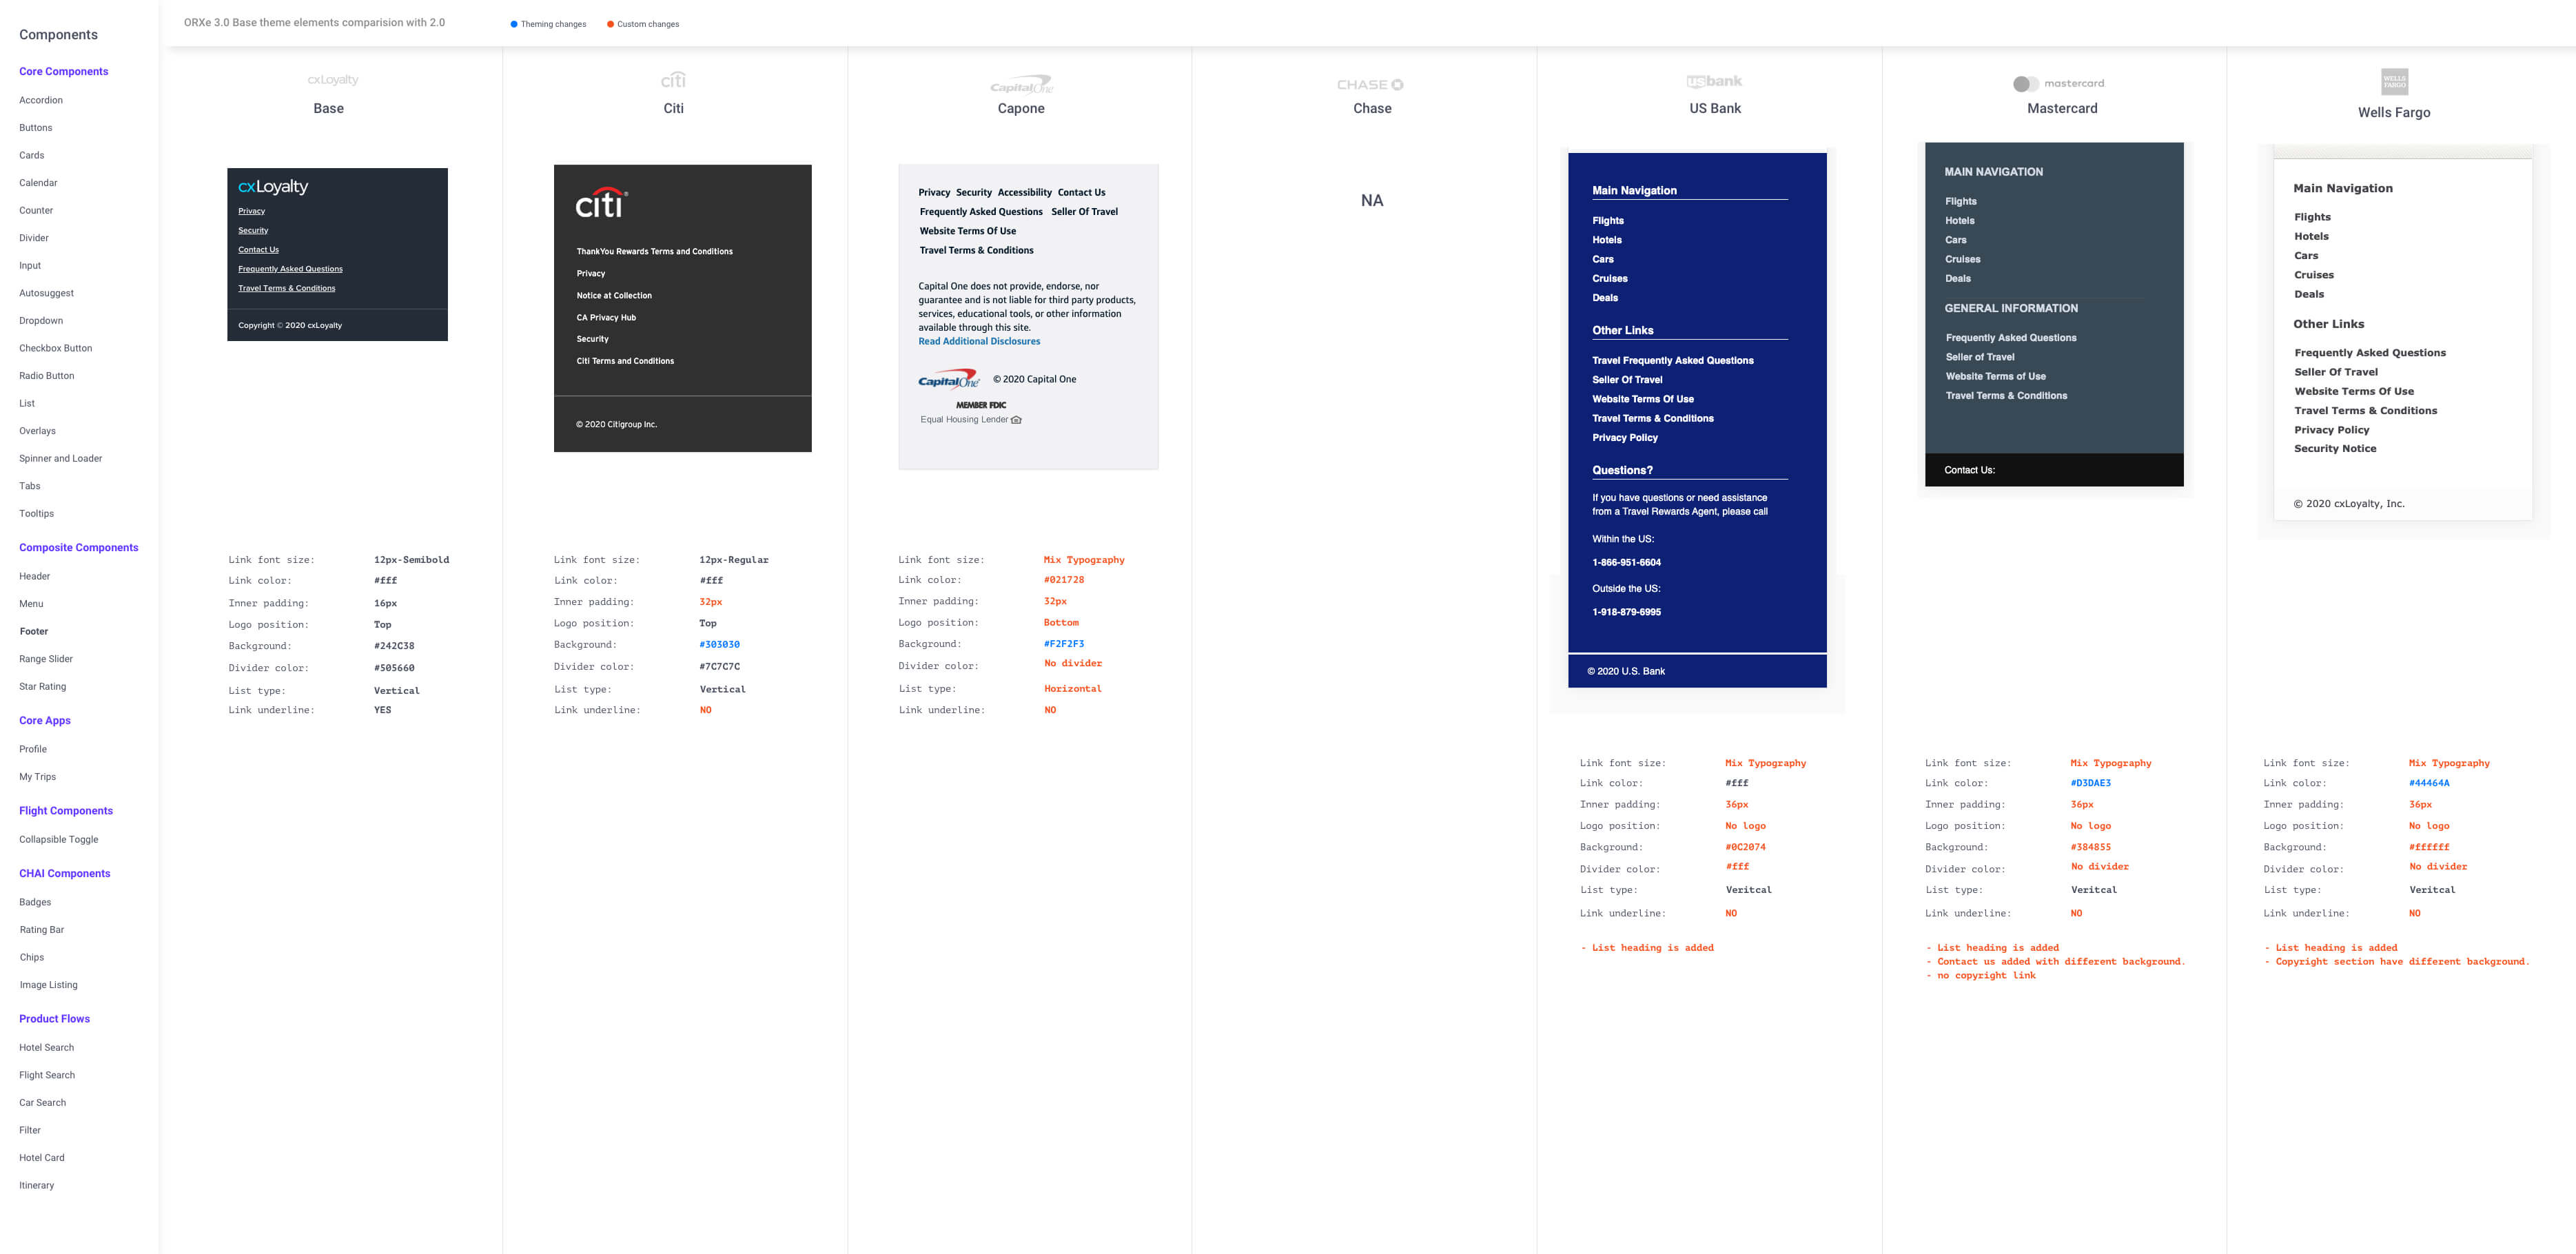 ORXe 3.0 Base theme elements comparision with 2.0
Theming changes
Custom changes
Components
Core Components
Accordion
Buttons
Cards
Calendar
Counter
Divider
Input
Autosuggest
Dropdown
Checkbox Button
Radio Button
List
Overlays
Spinner and Loader
Tabs
Tooltips
Composite Components
Header
Menu
Footer
Range Slider
Star Rating
Core Apps
Profile
My Trips
Flight Components
Collapsible Toggle
CHAI Components
Badges
Rating Bar
Chips
Image Listing
Product Flows
Hotel Search
Flight Search
Car Search
Filter
Hotel Card
Itinerary
cxLoyalty
Base
cxLoyalty
Privacy
Security
Contact Us
Frequently Asked Questions
Travel Terms & Conditions
Copyright © 2020 cxLoyalty
Link font size: 12px-Semibold
Link color: #fff
Inner padding: 16px
Logo position: Top
Background: #242C38
Divider color: #505660
List type: Vertical
Link underline: YES
citi
Citi
citi®
ThankYou Rewards Terms and Conditions
Privacy
Notice at Collection
CA Privacy Hub
Security
Citi Terms and Conditions
© 2020 Citigroup Inc.
Link font size: 12px-Regular
Link color: #fff
Inner padding: 32px
Logo position: Top
Background: #303030
Divider color: #7C7C7C
List type: Vertical
Link underline: NO
CapitalOne
Capone
Privacy Security Accessibility Contact Us
Frequently Asked Questions Seller Of Travel
Website Terms Of Use
Travel Terms & Conditions
Capital One does not provide, endorse, nor
guarantee and is not liable for third party products,
services, educational tools, or other information
available through this site.
Read Additional Disclosures
CapitalOne © 2020 Capital One
MEMBER FDIC
Equal Housing Lender
Link font size: Mix Typography
Link color: #021728
Inner padding: 32px
Logo position: Bottom
Background: #F2F2F3
Divider color: No divider
List type: Horizontal
Link underline: NO
CHASE
Chase
NA
usbank
US Bank
Main Navigation
Flights
Hotels
Cars
Cruises
Deals
Other Links
Travel Frequently Asked Questions
Seller Of Travel
Website Terms Of Use
Travel Terms & Conditions
Privacy Policy
Questions?
If you have questions or need assistance
from a Travel Rewards Agent, please call
Within the US:
1-866-951-6604
Outside the US:
1-918-879-6995
© 2020 U.S. Bank
Link font size: Mix Typography
Link color: #fff
Inner padding: 36px
Logo position: No logo
Background: #0C2074
Divider color: #fff
List type: Veritcal
Link underline: NO
- List heading is added
mastercard
Mastercard
MAIN NAVIGATION
Flights
Hotels
Cars
Cruises
Deals
GENERAL INFORMATION
Frequently Asked Questions
Seller of Travel
Website Terms of Use
Travel Terms & Conditions
Contact Us:
Link font size: Mix Typography
Link color: #D3DAE3
Inner padding: 36px
Logo position: No logo
Background: #384855
Divider color: No divider
List type: Veritcal
Link underline: NO
- List heading is added
- Contact us added with different background.
- no copyright link
WELLS
FARGO
Wells Fargo
Main Navigation
Flights
Hotels
Cars
Cruises
Deals
Other Links
Frequently Asked Questions
Seller Of Travel
Website Terms Of Use
Travel Terms & Conditions
Privacy Policy
Security Notice
© 2020 cxLoyalty, Inc.
Link font size: Mix Typography
Link color: #44464A
Inner padding: 36px
Logo position: No logo
Background: #ffffff
Divider color: No divider
List type: Veritcal
Link underline: NO
- List heading is added
- Copyright section have different background.